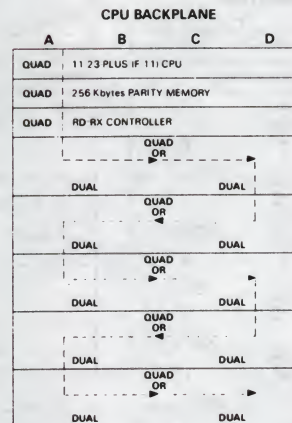 CPU BACKPLANE
A B C D
QUAD 11 23 PLUS (F 11) CPU
QUAD 256 Kbytes PARITY MEMORY
QUAD RD RX CONTROLLER
QUAD
OR
DUAL DUAL
QUAD
OR
DUAL DUAL
QUAD
OR
DUAL DUAL
QUAD
OR
DUAL DUAL
QUAD
OR
DUAL DUAL